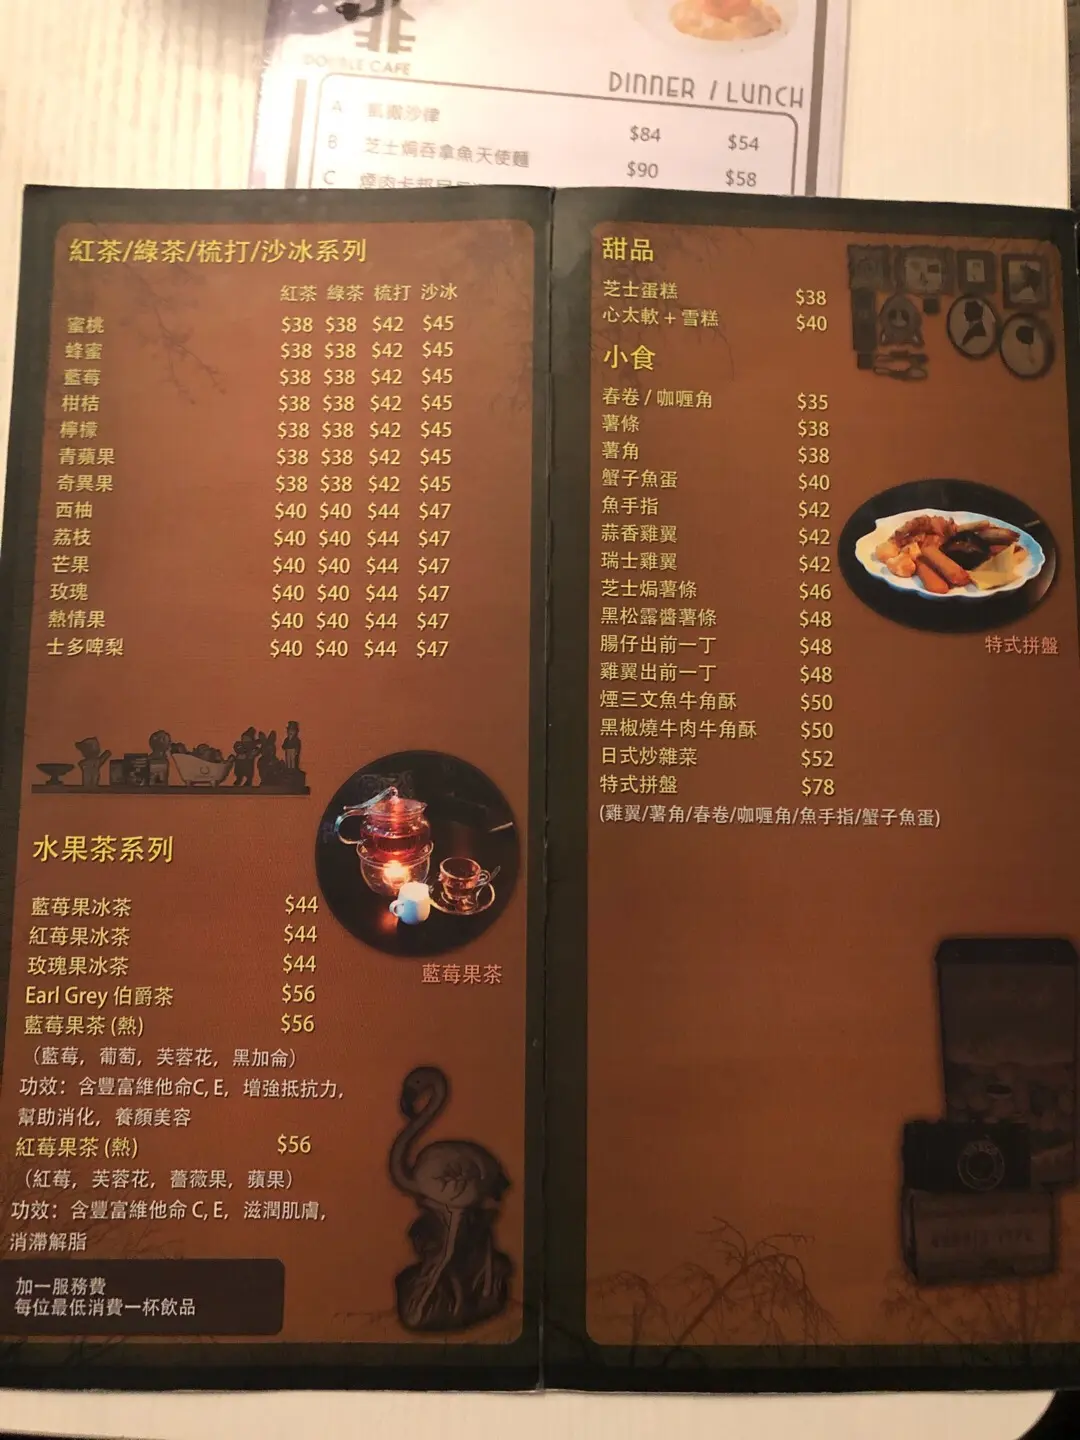 DOUBLE CAFE
DINNER / LUNCH
A 凱撒沙律 $84 $54
B 芝士焗吞拿魚天使麵 $90 $58
C 煙肉卡邦尼 
紅茶/綠茶/梳打/沙冰系列
紅茶 綠茶 梳打 沙冰
蜜桃 $38 $38 $42 $45
蜂蜜 $38 $38 $42 $45
藍莓 $38 $38 $42 $45
柑桔 $38 $38 $42 $45
檸檬 $38 $38 $42 $45
青蘋果 $38 $38 $42 $45
奇異果 $38 $38 $42 $45
西柚 $40 $40 $44 $47
荔枝 $40 $40 $44 $47
芒果 $40 $40 $44 $47
玫瑰 $40 $40 $44 $47
熱情果 $40 $40 $44 $47
士多啤梨 $40 $40 $44 $47
水果茶系列
藍莓果冰茶 $44
紅莓果冰茶 $44
玫瑰果冰茶 $44
Earl Grey 伯爵茶 $56
藍莓果茶 (熱) $56
（藍莓，葡萄，芙蓉花，黑加侖）
功效：含豐富維他命C, E，增強抵抗力，
幫助消化，養顏美容
紅莓果茶 (熱) $56
（紅莓，芙蓉花，薔薇果，蘋果）
功效：含豐富維他命 C, E，滋潤肌膚，
消滯解脂
藍莓果茶
加一服務費
每位最低消費一杯飲品
甜品
芝士蛋糕 $38
心太軟 + 雪糕 $40
小食
春卷 / 咖喱角 $35
薯條 $38
薯角 $38
蟹子魚蛋 $40
魚手指 $42
蒜香雞翼 $42
瑞士雞翼 $42
芝士焗薯條 $46
黑松露醬薯條 $48
腸仔出前一丁 $48
雞翼出前一丁 $48
煙三文魚牛角酥 $50
黑椒燒牛肉牛角酥 $50
日式炒雜菜 $52
特式拼盤 $78
(雞翼/薯角/春卷/咖喱角/魚手指/蟹子魚蛋)
特式拼盤